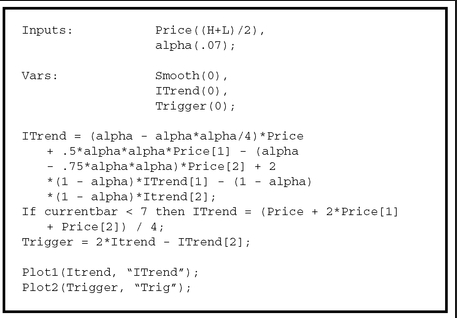 Inputs: Price((H+L)/2),
alpha(.07);
Vars: Smooth(0),
ITrend(0),
Trigger(0);
ITrend = (alpha - alpha*alpha/4)*Price
+ .5*alpha*alpha*Price[1] - (alpha
- .75*alpha*alpha)*Price[2] + 2
*(1 - alpha)*ITrend[1] - (1 - alpha)
*(1 - alpha)*Itrend[2];
If currentbar < 7 then ITrend = (Price + 2*Price[1]
+ Price[2]) / 4;
Trigger = 2*Itrend - ITrend[2];
Plot1(Itrend, “ITrend”);
Plot2(Trigger, “Trig”);